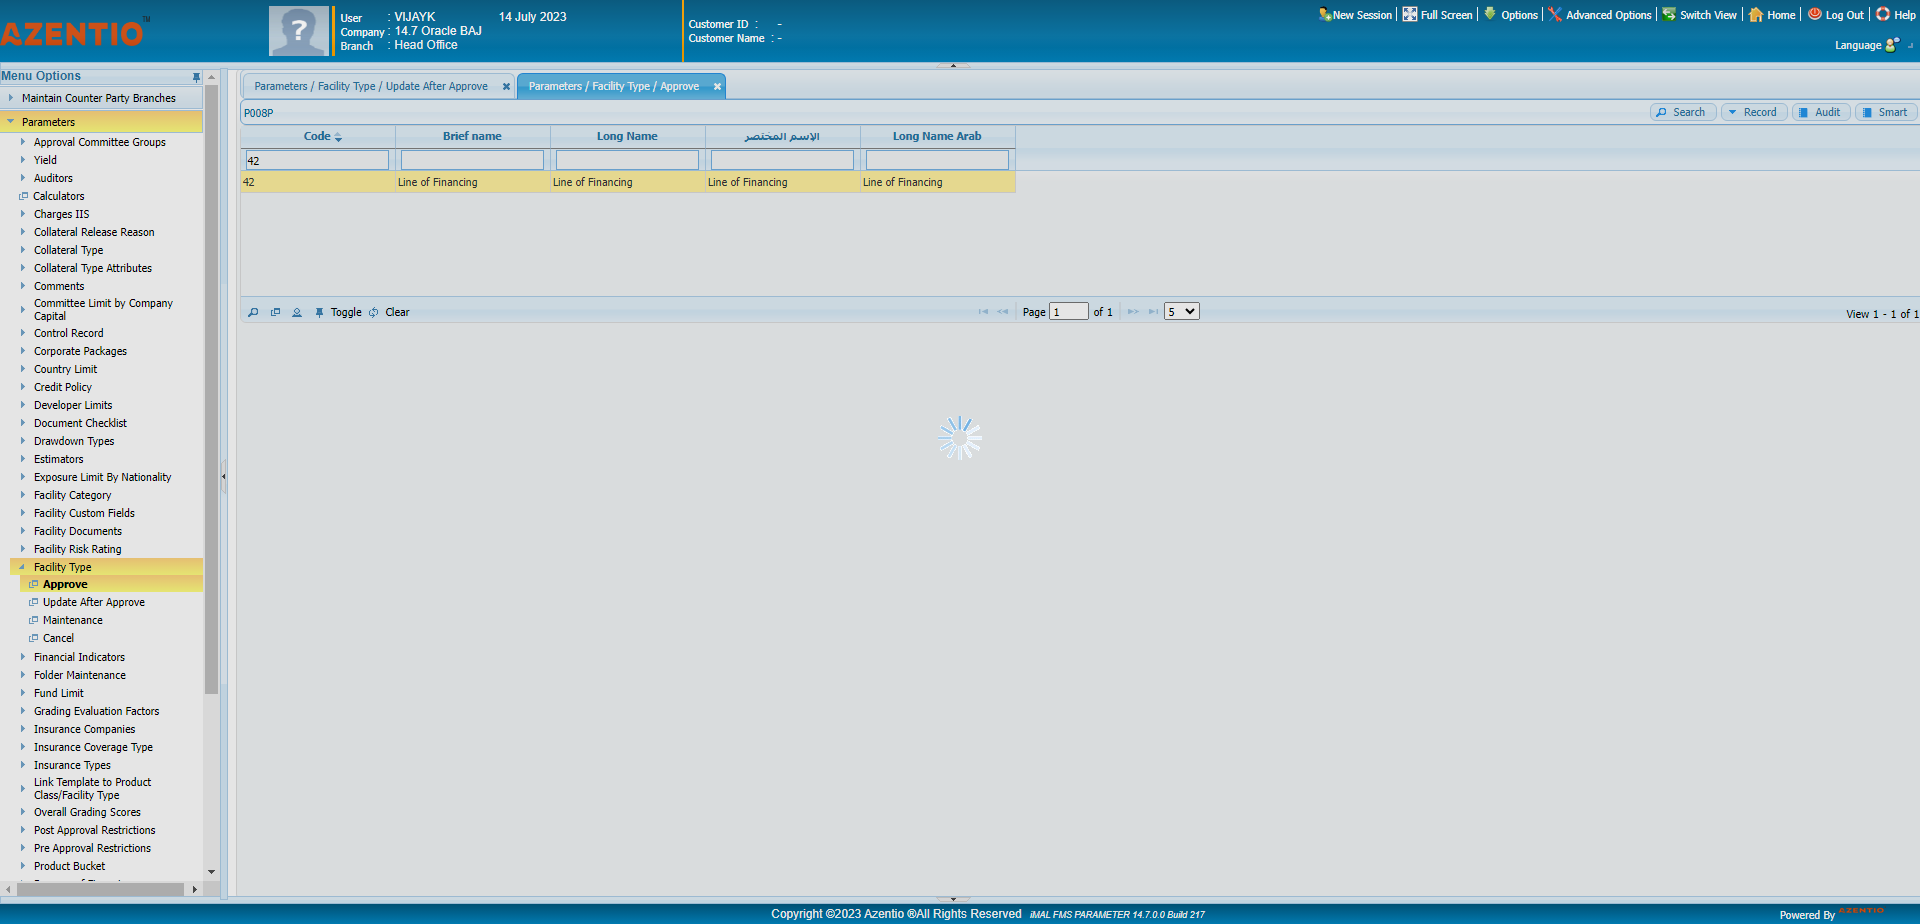 AZENTIO™
User : VIJAYK 14 July 2023
Company : 14.7 Oracle BAJ
Branch : Head Office
Customer ID : -
Customer Name : -
New Session Full Screen Options Advanced Options Switch View Home Log Out Help
Language
Menu Options
Maintain Counter Party Branches
Parameters
Approval Committee Groups
Yield
Auditors
Calculators
Charges IIS
Collateral Release Reason
Collateral Type
Collateral Type Attributes
Comments
Committee Limit by Company
Capital
Control Record
Corporate Packages
Country Limit
Credit Policy
Developer Limits
Document Checklist
Drawdown Types
Estimators
Exposure Limit By Nationality
Facility Category
Facility Custom Fields
Facility Documents
Facility Risk Rating
Facility Type
Approve
Update After Approve
Maintenance
Cancel
Financial Indicators
Folder Maintenance
Fund Limit
Grading Evaluation Factors
Insurance Companies
Insurance Coverage Type
Insurance Types
Link Template to Product
Class/Facility Type
Overall Grading Scores
Post Approval Restrictions
Pre Approval Restrictions
Product Bucket
Parameters / Facility Type / Update After Approve
Parameters / Facility Type / Approve
P008P
Search Record Audit Smart
Code Brief name Long Name الإسم المختصر Long Name Arab
42
42 Line of Financing Line of Financing Line of Financing Line of Financing
Toggle Clear
Page 1 of 1 5
View 1 - 1 of 1
Copyright ©2023 Azentio ®All Rights Reserved iMAL FMS PARAMETER 14.7.0.0 Build 217
Powered By AZENTIO